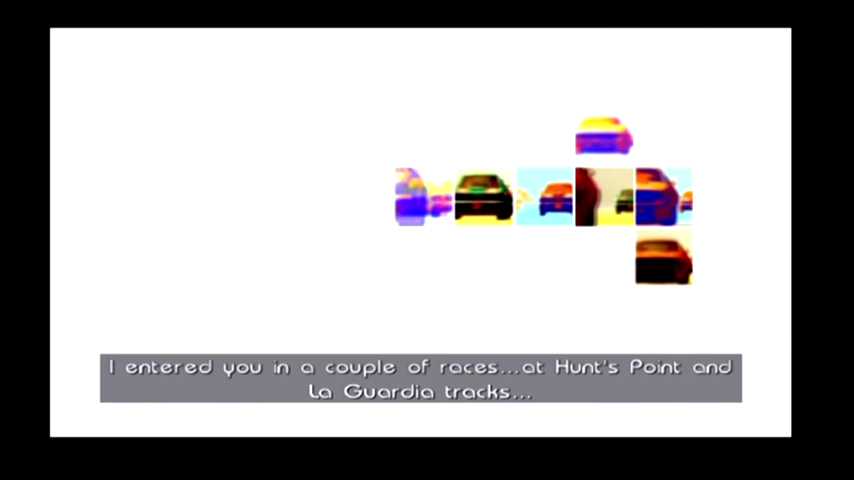 I entered you in a couple of races...at Hunt's Point and
La Guardia tracks...